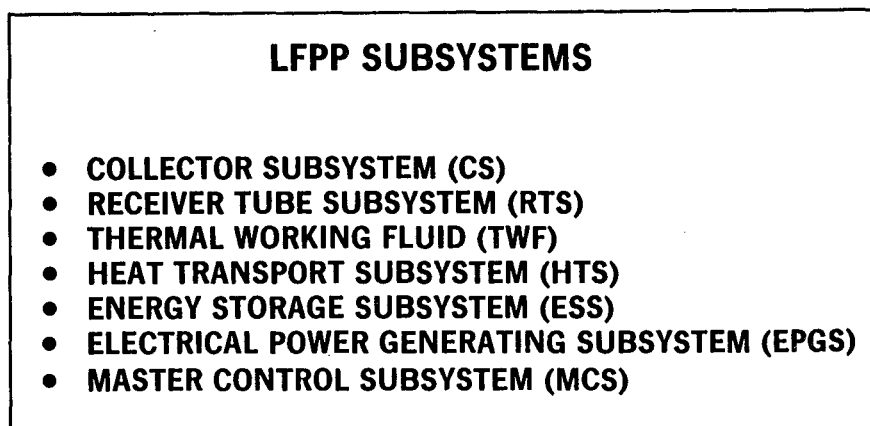 LFPP SUBSYSTEMS
• COLLECTOR SUBSYSTEM (CS)
• RECEIVER TUBE SUBSYSTEM (RTS)
• THERMAL WORKING FLUID (TWF)
• HEAT TRANSPORT SUBSYSTEM (HTS)
• ENERGY STORAGE SUBSYSTEM (ESS)
• ELECTRICAL POWER GENERATING SUBSYSTEM (EPGS)
• MASTER CONTROL SUBSYSTEM (MCS)